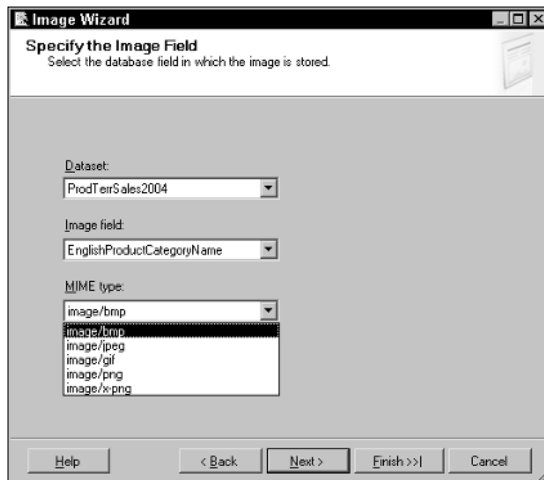 Image Wizard
Specify the Image Field
Select the database field in which the image is stored.
Dataset:
ProdTerrSales2004
Image field:
EnglishProductCategoryName
MIME type:
image/bmp
image/bmp
image/jpeg
image/gif
image/png
image/x-png
Help < Back Next > Finish >>| Cancel